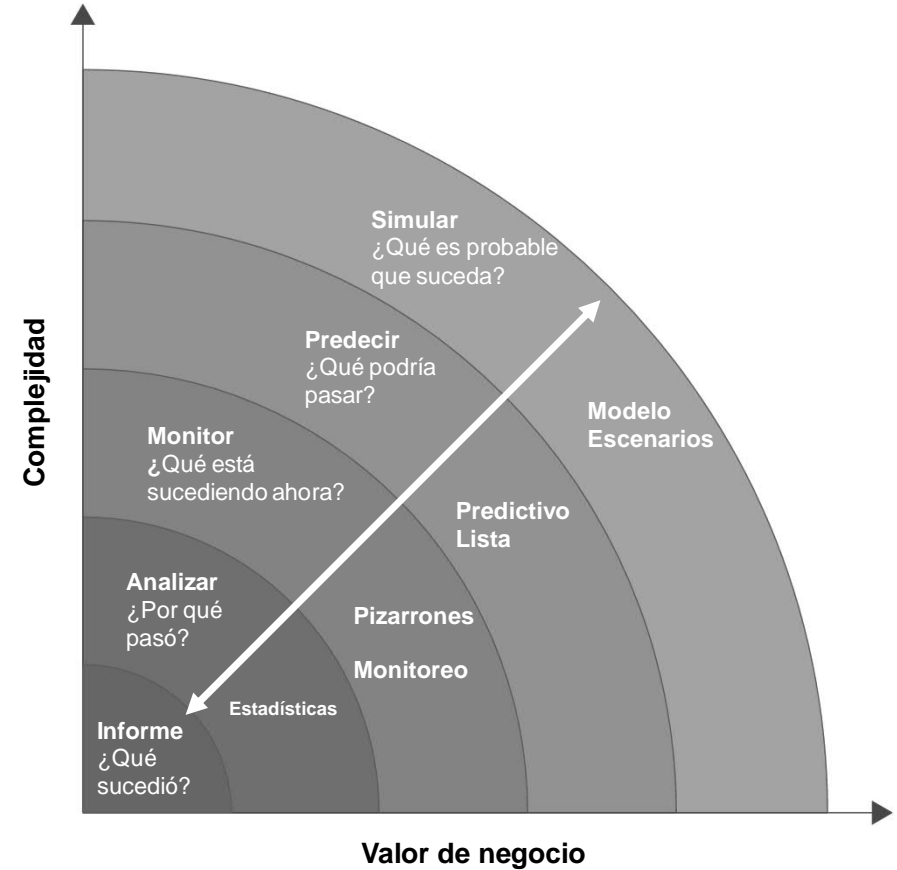 Complejidad
Simular
¿Qué es probable
que suceda?
Predecir
¿Qué podría
pasar?
Modelo
Escenarios
Monitor
¿Qué está
sucediendo ahora?
Predictivo
Lista
Analizar
¿Por qué
pasó?
Pizarrones
Monitoreo
Estadísticas
Informe
¿Qué
sucedió?
Valor de negocio